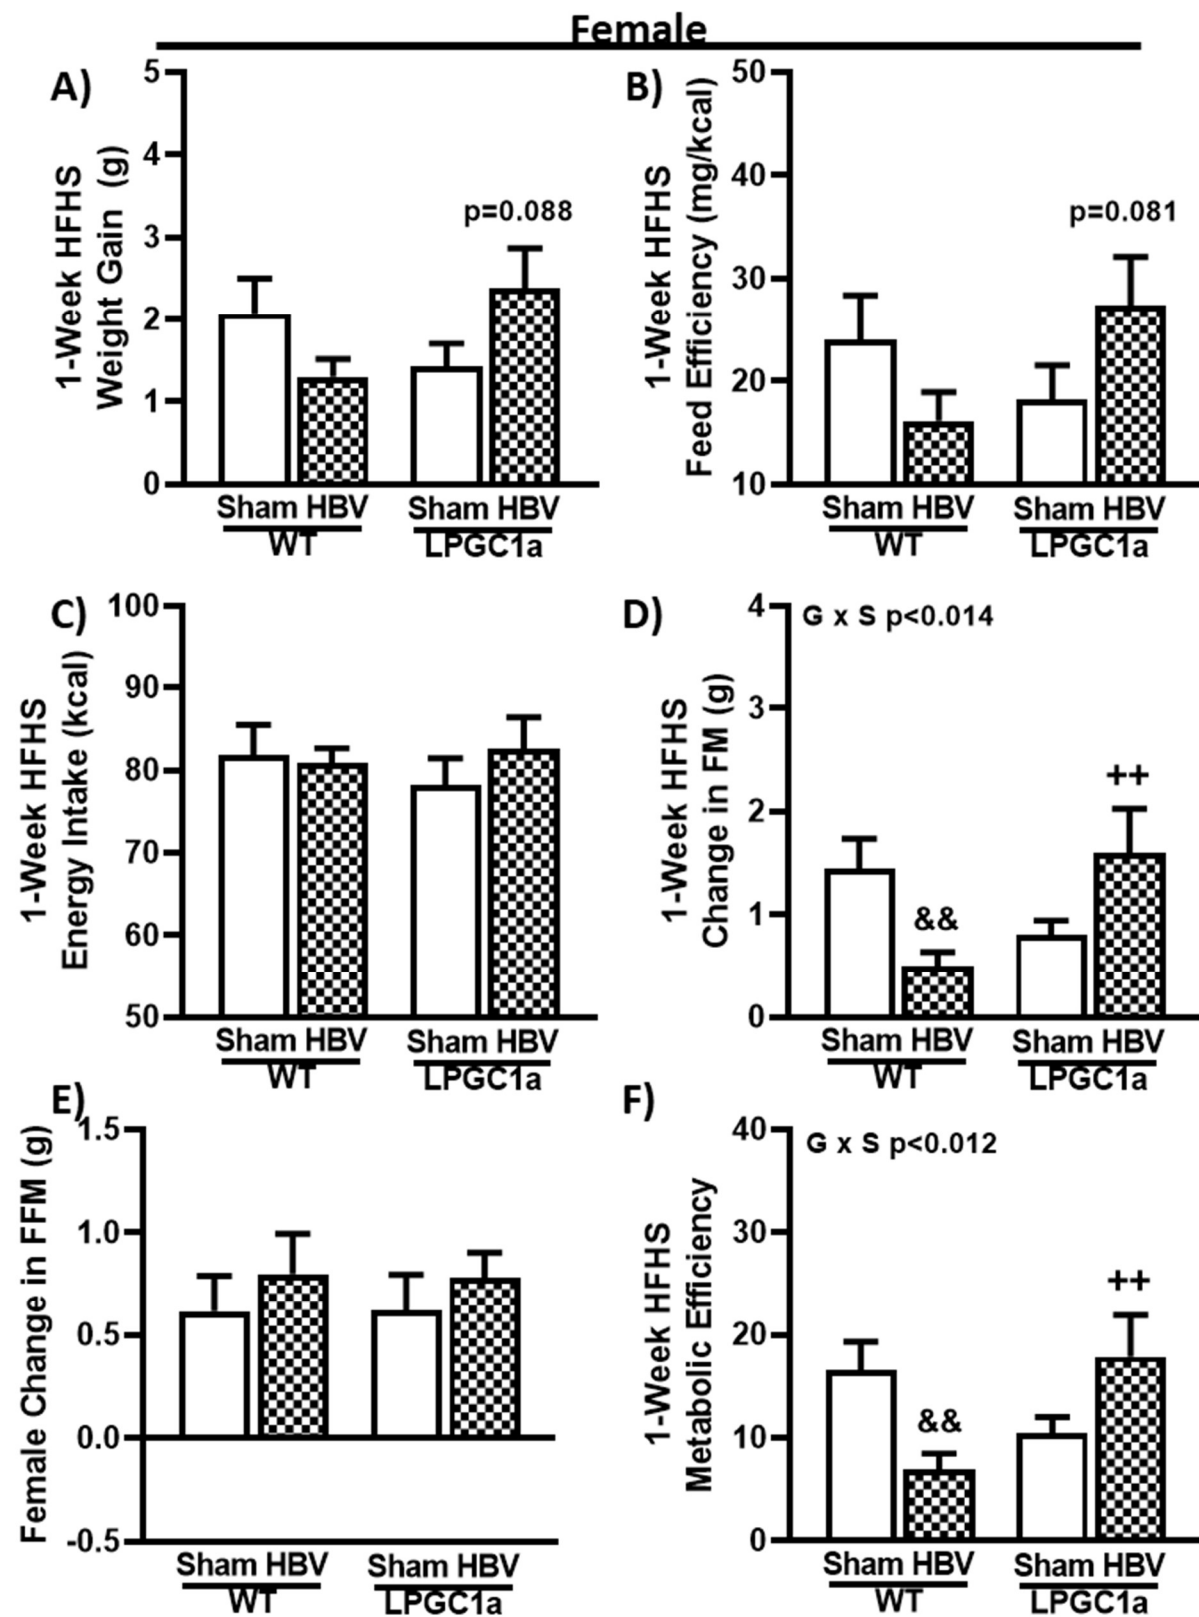 Female
A)
1-Week HFHS
Weight Gain (g)
5
4
3
2
1
0
p=0.088
Sham HBV Sham HBV
WT LPGC1a
B)
1-Week HFHS
Feed Efficiency (mg/kcal)
50
40
30
20
10
p=0.081
Sham HBV Sham HBV
WT LPGC1a
C)
1-Week HFHS
Energy Intake (kcal)
100
90
80
70
60
50
Sham HBV Sham HBV
WT LPGC1a
D)
1-Week HFHS
Change in FM (g)
4
3
2
1
0
G x S p<0.014
&&
++
Sham HBV Sham HBV
WT LPGC1a
E)
Female Change in FFM (g)
1.5
1.0
0.5
0.0
-0.5
Sham HBV Sham HBV
WT LPGC1a
F)
1-Week HFHS
Metabolic Efficiency
40
30
20
10
0
G x S p<0.012
&&
++
Sham HBV Sham HBV
WT LPGC1a